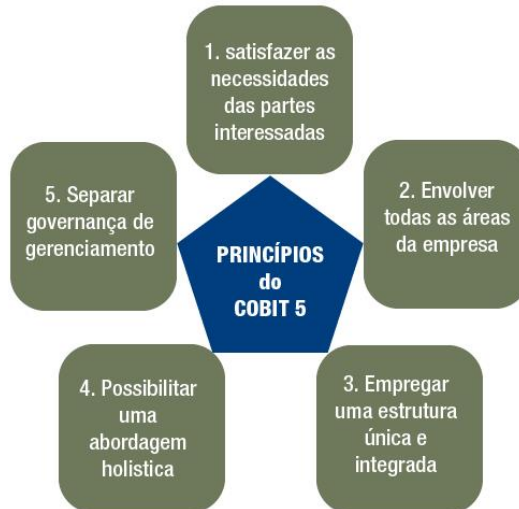 1. satisfazer as
necessidades
das partes
interessadas
2. Envolver
todas as áreas
da empresa
3. Empregar
uma estrutura
única e
integrada
4. Possibilitar
uma
abordagem
holistica
5. Separar
governança de
gerenciamento
PRINCÍPIOS
do
COBIT 5